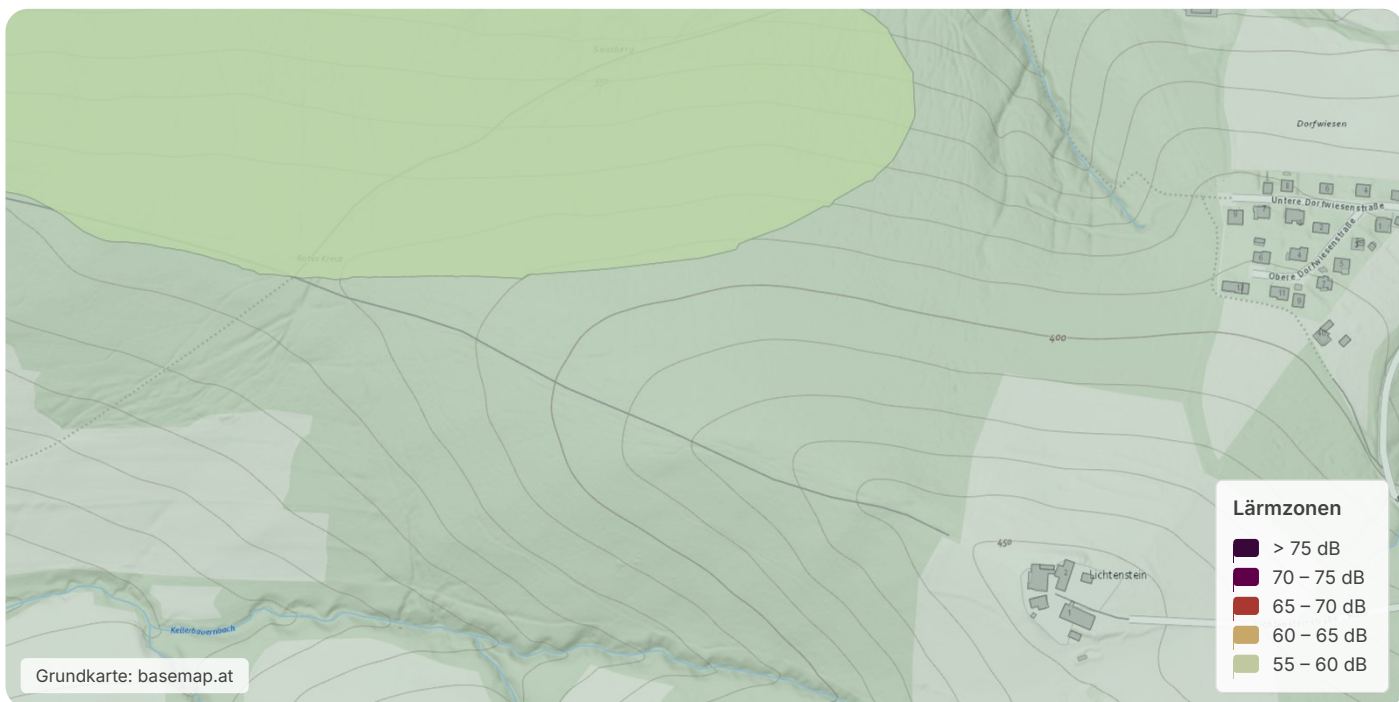 Dorfwiesen
Untere Dorfwiesenstraße
Obere Dorfwiesenstraße
400
450
Lichtenstein
Kellerbauernbach
Lärmzonen
> 75 dB
70 – 75 dB
65 – 70 dB
60 – 65 dB
55 – 60 dB
Grundkarte: basemap.at